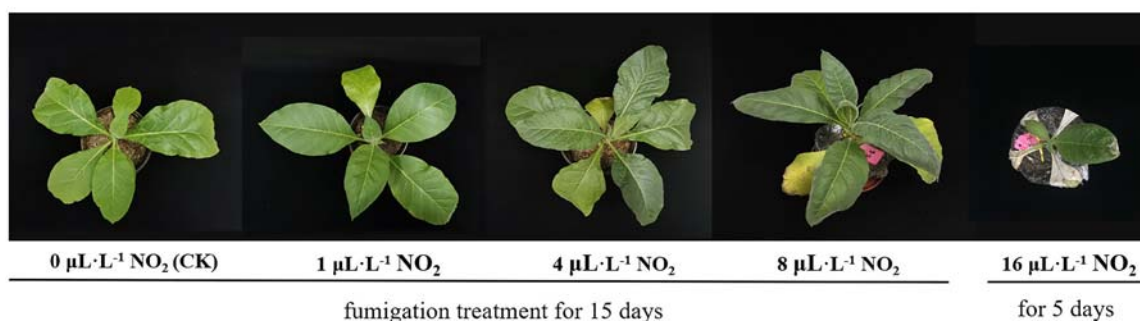 0 μL·L⁻¹ NO₂ (CK)
1 μL·L⁻¹ NO₂
4 μL·L⁻¹ NO₂
8 μL·L⁻¹ NO₂
16 μL·L⁻¹ NO₂
fumigation treatment for 15 days
for 5 days